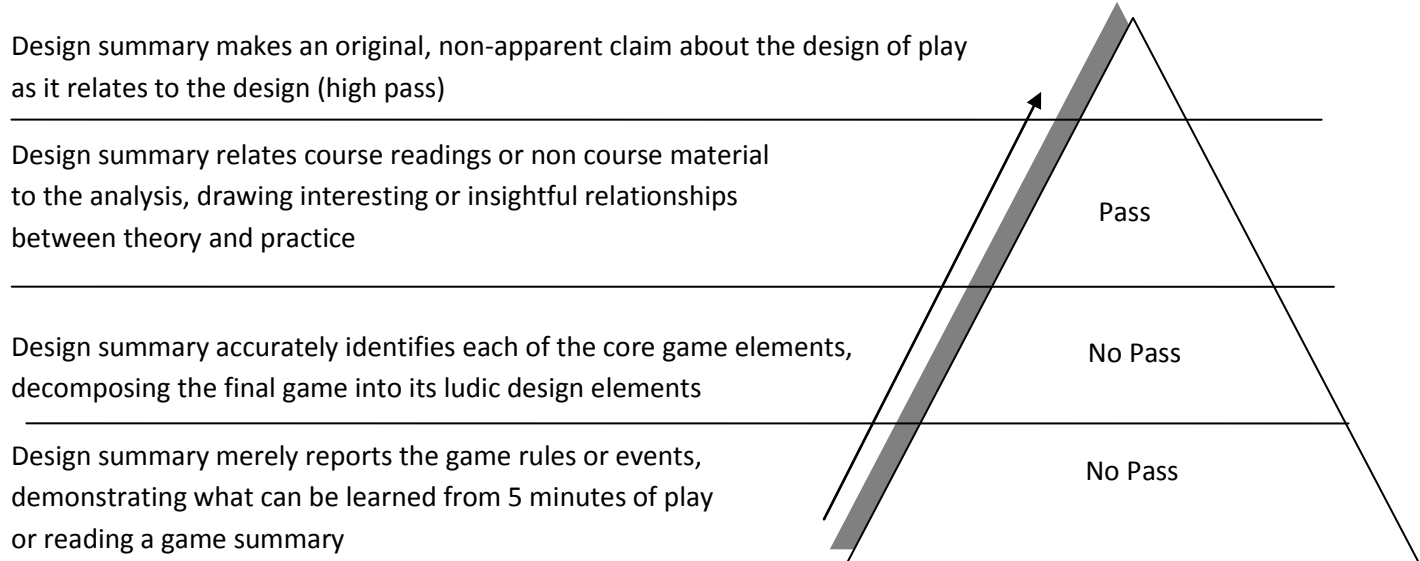 Design summary makes an original, non-apparent claim about the design of play
as it relates to the design (high pass)
Design summary relates course readings or non course material
to the analysis, drawing interesting or insightful relationships
between theory and practice
Pass
Design summary accurately identifies each of the core game elements,
decomposing the final game into its ludic design elements
No Pass
Design summary merely reports the game rules or events,
demonstrating what can be learned from 5 minutes of play
or reading a game summary
No Pass